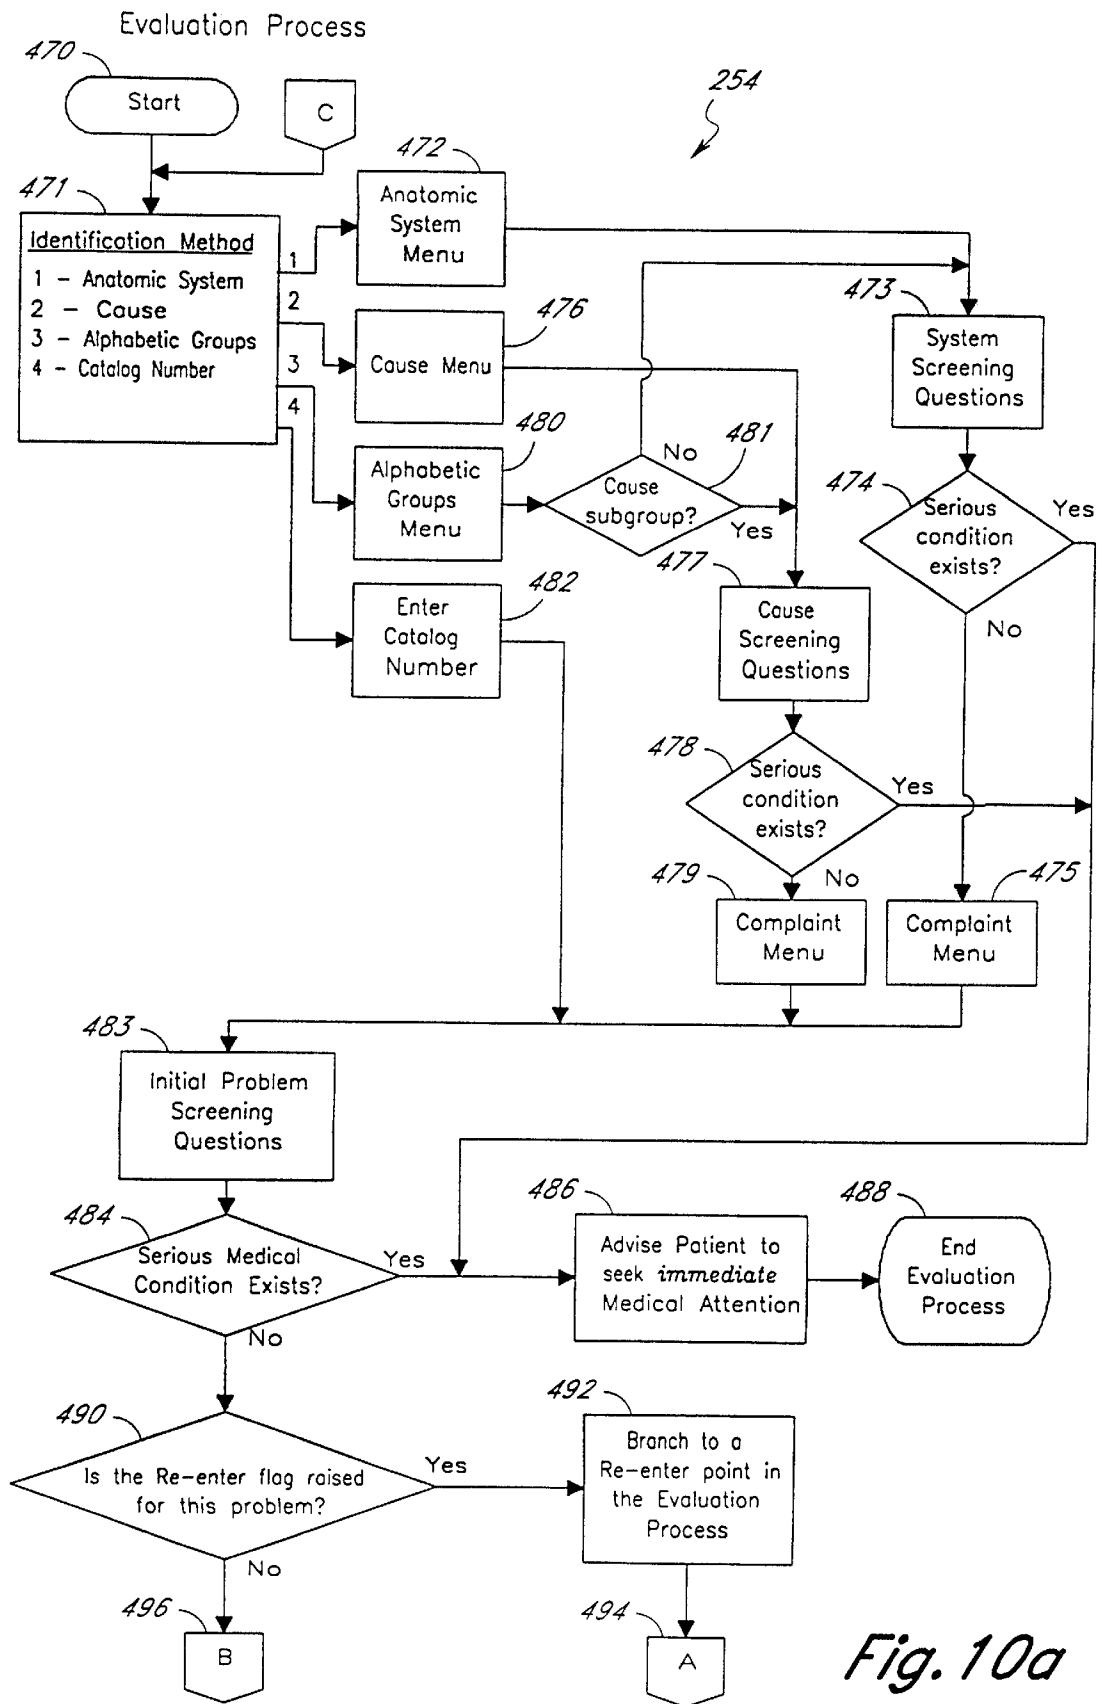 Evaluation Process
470
Start
C
254
472
471
Anatomic
System
Menu
Identification Method
1 - Anatomic System
2 - Cause
3 - Alphabetic Groups
4 - Catalog Number
1
2
3
4
476
Cause Menu
473
System
Screening
Questions
480
Alphabetic
Groups
Menu
No
481
Cause
subgroup?
Yes
474
Serious
condition
exists?
Yes
No
482
Enter
Catalog
Number
477
Cause
Screening
Questions
478
Serious
condition
exists?
Yes
No
479
Complaint
Menu
475
Complaint
Menu
483
Initial Problem
Screening
Questions
484
Serious Medical
Condition Exists?
Yes
No
486
Advise Patient to
seek immediate
Medical Attention
488
End
Evaluation
Process
490
Is the Re-enter flag raised
for this problem?
Yes
No
492
Branch to a
Re-enter point in
the Evaluation
Process
496
B
494
A
Fig. 10a